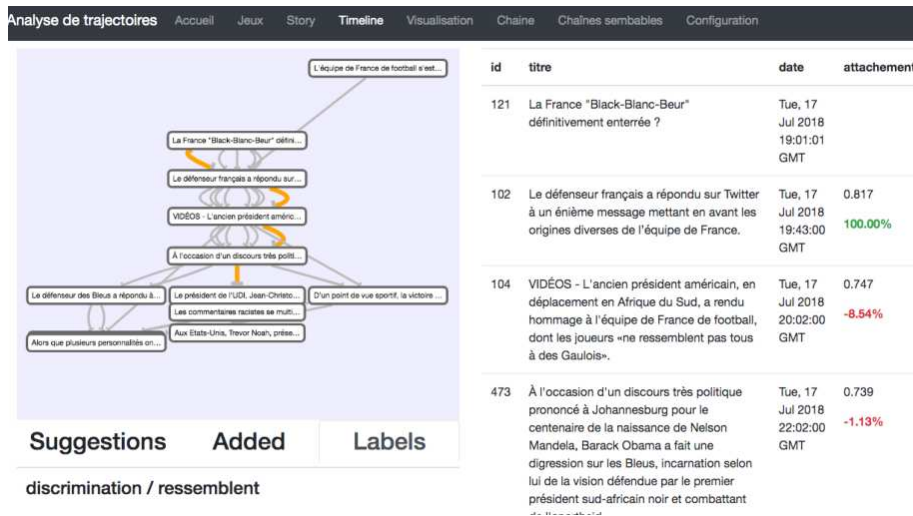 Analyse de trajectoires Accueil Jeux Story Timeline Visualisation Chaine Chaînes sembables Configuration
L'équipe de France de football s'est...
La France "Black-Blanc-Beur" défini...
Le défenseur français a répondu sur...
VIDÉOS - L'ancien président améric...
À l'occasion d'un discours très politi...
Le défenseur des Bleus a répondu à...
Le président de l'UDI, Jean-Christo...
D'un point de vue sportif, la victoire ...
Les commentaires racistes se multi...
Aux Etats-Unis, Trevor Noah, prése...
Alors que plusieurs personnalités on...
Suggestions Added Labels
discrimination / ressemblent
id titre date attachement
121 La France "Black-Blanc-Beur" Tue, 17
définitivement enterrée ? Jul 2018
19:01:01
GMT
102 Le défenseur français a répondu sur Twitter Tue, 17 0.817
à un énième message mettant en avant les Jul 2018
origines diverses de l'équipe de France. 19:43:00 100.00%
GMT
104 VIDÉOS - L'ancien président américain, en Tue, 17 0.747
déplacement en Afrique du Sud, a rendu Jul 2018
hommage à l'équipe de France de football, 20:02:00 -8.54%
dont les joueurs «ne ressemblent pas tous GMT
à des Gaulois».
473 À l'occasion d'un discours très politique Tue, 17 0.739
prononcé à Johannesburg pour le Jul 2018
centenaire de la naissance de Nelson 22:02:00 -1.13%
Mandela, Barack Obama a fait une GMT
digression sur les Bleus, incarnation selon
lui de la vision défendue par le premier
président sud-africain noir et combattant